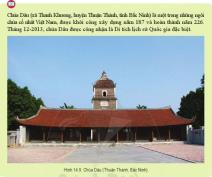 Chùa Dâu (xã Thanh Khương, huyện Thuận Thành, tỉnh Bắc Ninh) là một trong những ngôi
chùa cổ nhất Việt Nam, được khởi công xây dựng năm 187 và hoàn thành năm 226.
Tháng 12-2013, chùa Dâu được công nhận là Di tích lịch sử Quốc gia đặc biệt.
Hình 14.9. Chùa Dâu (Thuận Thành, Bắc Ninh)